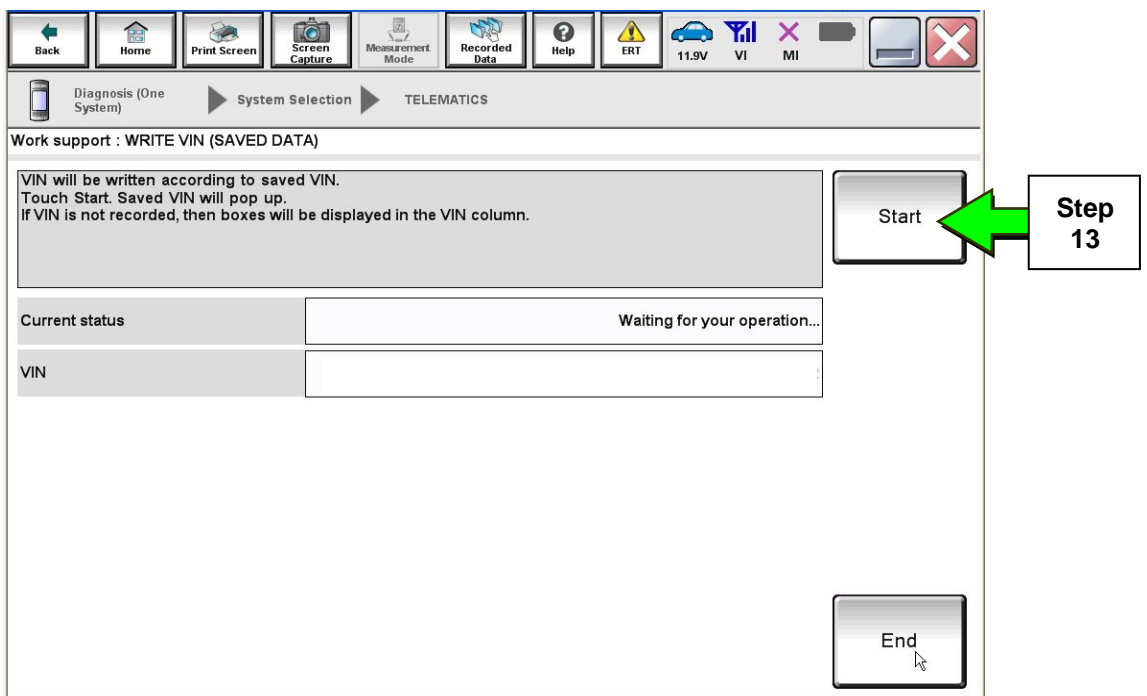 Back
Home
Print Screen
Screen
Capture
Measurement
Mode
Recorded
Data
Help
ERT
11.9V
VI
MI
Diagnosis (One
System)
System Selection
TELEMATICS
Work support : WRITE VIN (SAVED DATA)
VIN will be written according to saved VIN.
Touch Start. Saved VIN will pop up.
If VIN is not recorded, then boxes will be displayed in the VIN column.
Start
Step
13
Current status
Waiting for your operation...
VIN
End